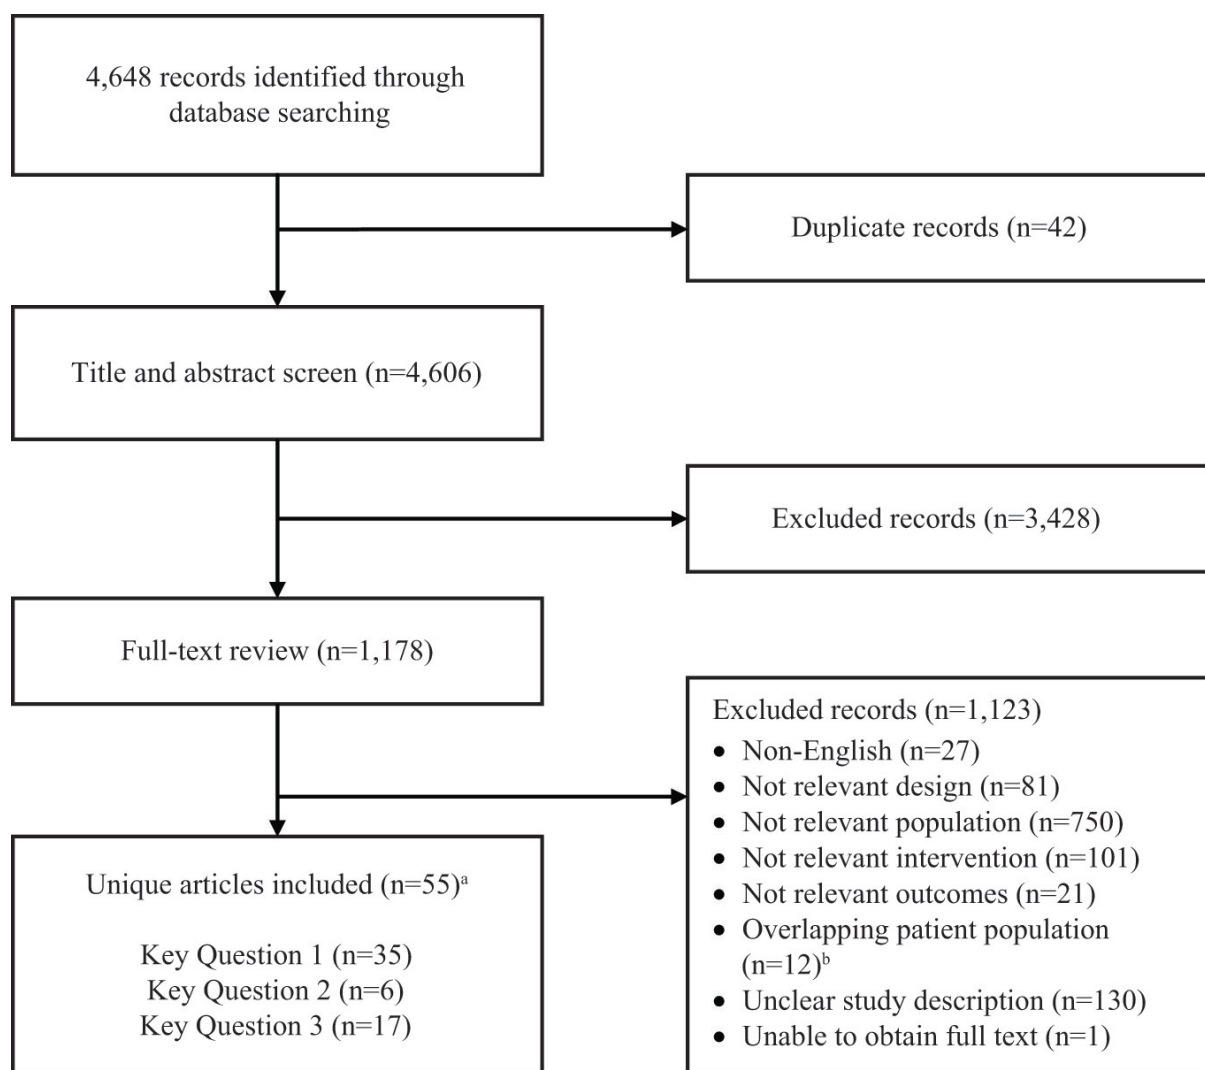 4,648 records identified through
database searching
Duplicate records (n=42)
Title and abstract screen (n=4,606)
Excluded records (n=3,428)
Full-text review (n=1,178)
Excluded records (n=1,123)
• Non-English (n=27)
• Not relevant design (n=81)
• Not relevant population (n=750)
• Not relevant intervention (n=101)
• Not relevant outcomes (n=21)
• Overlapping patient population
(n=12)ᵇ
• Unclear study description (n=130)
• Unable to obtain full text (n=1)
Unique articles included (n=55)ᵃ
Key Question 1 (n=35)
Key Question 2 (n=6)
Key Question 3 (n=17)